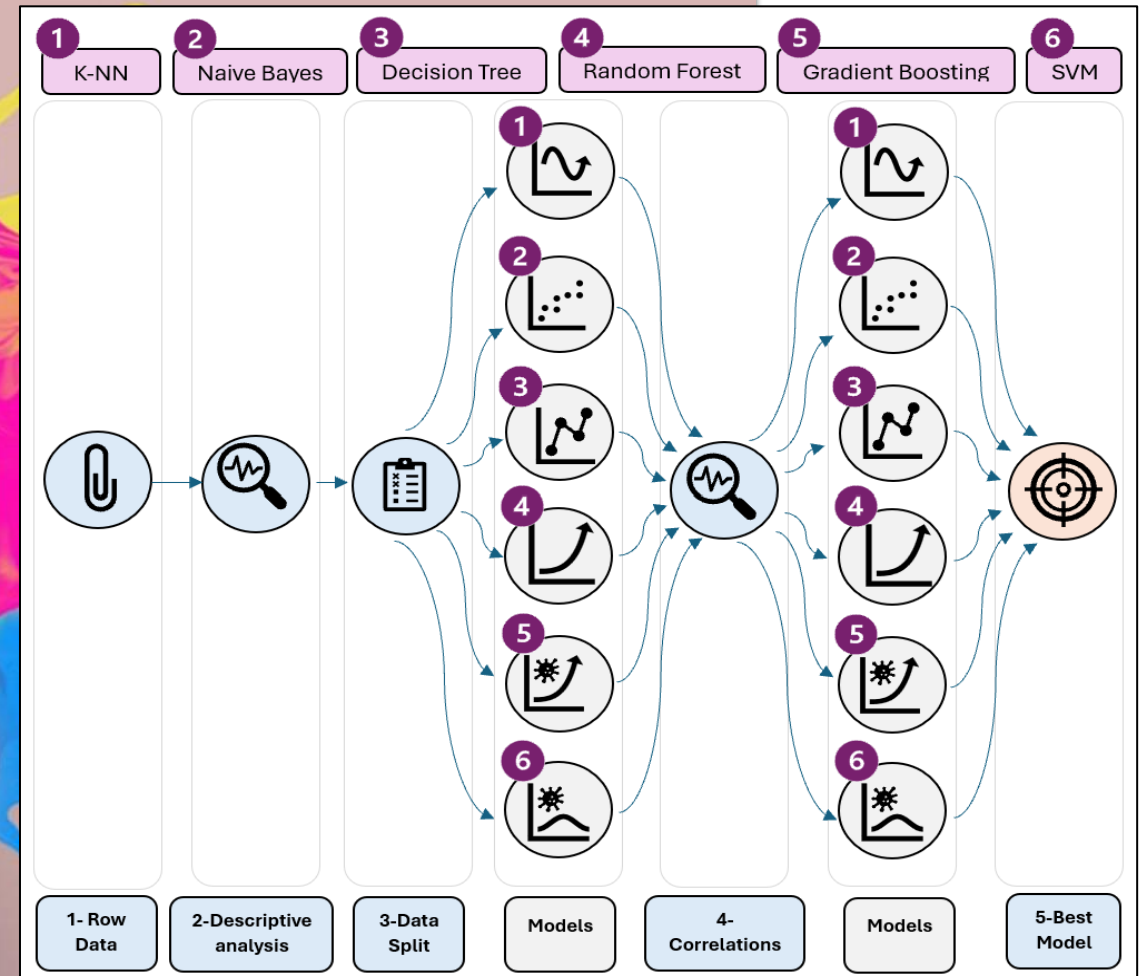 1 2 3 4 5 6
K-NN Naive Bayes Decision Tree Random Forest Gradient Boosting SVM
1 1
2 2
3 3
4 4
5 5
6 6
1- Row
Data
2-Descriptive
analysis
3-Data
Split
Models
4-
Correlations
Models
5-Best
Model